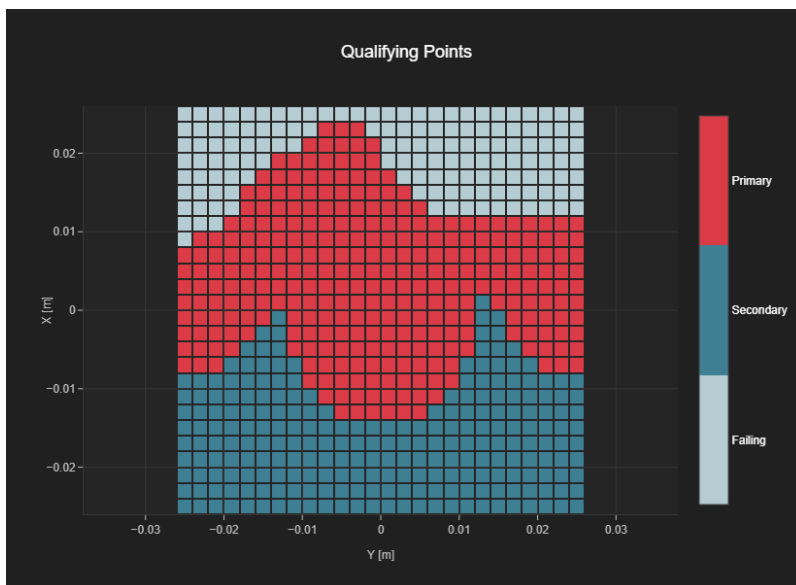 Qualifying Points
0.02
0.01
0
−0.01
−0.02
X [m]
−0.03
−0.02
−0.01
0
0.01
0.02
0.03
Y [m]
Primary
Secondary
Failing